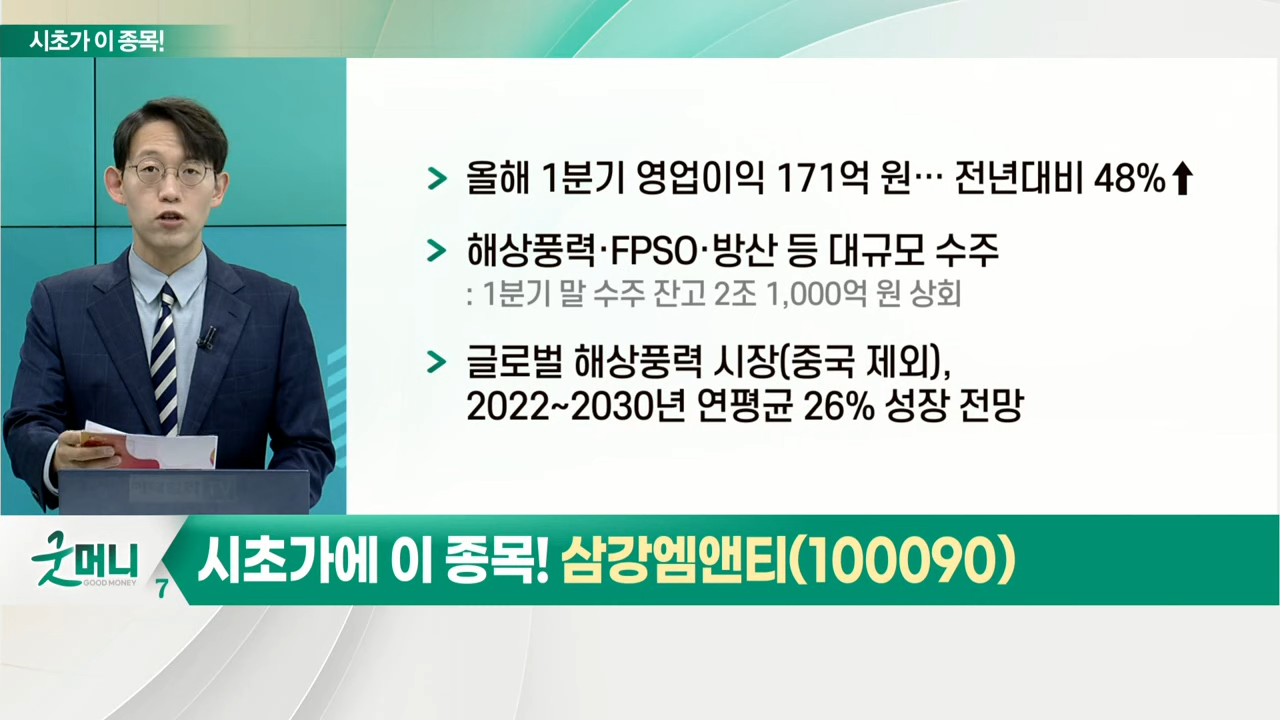 시초가 이 종목!
> 올해 1분기 영업이익 171억 원… 전년대비 48%⬆
> 해상풍력·FPSO·방산 등 대규모 수주
: 1분기 말 수주 잔고 2조 1,000억 원 상회
> 글로벌 해상풍력 시장(중국 제외),
2022~2030년 연평균 26% 성장 전망
굿머니
GOOD MONEY
7
시초가에 이 종목! 삼강엠앤티(100090)